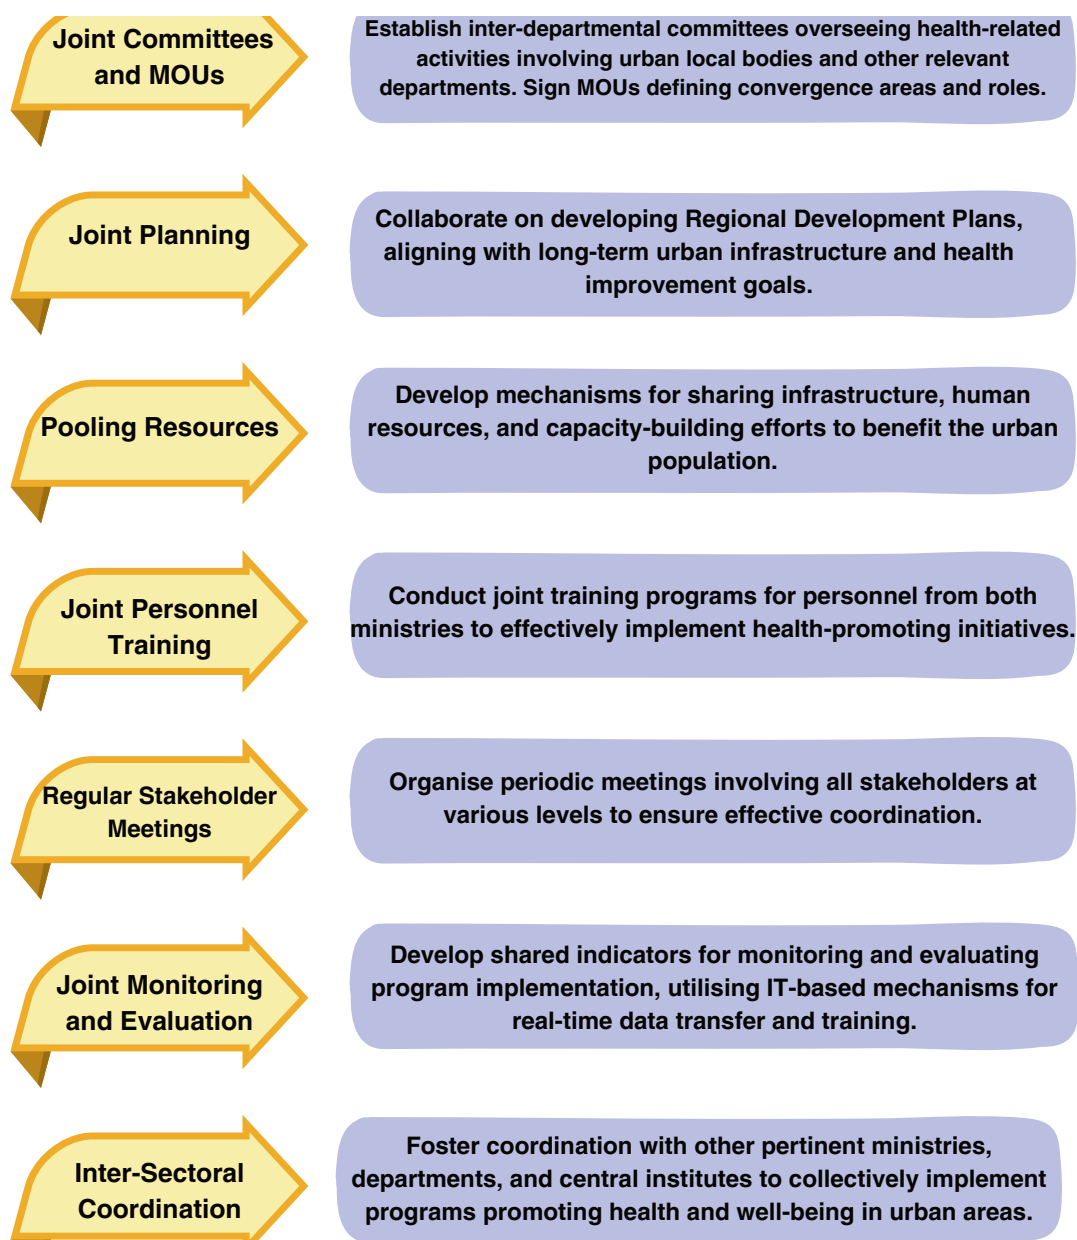 Joint Committees
and MOUs
Establish inter-departmental committees overseeing health-related
activities involving urban local bodies and other relevant
departments. Sign MOUs defining convergence areas and roles.
Joint Planning
Collaborate on developing Regional Development Plans,
aligning with long-term urban infrastructure and health
improvement goals.
Pooling Resources
Develop mechanisms for sharing infrastructure, human
resources, and capacity-building efforts to benefit the urban
population.
Joint Personnel
Training
Conduct joint training programs for personnel from both
ministries to effectively implement health-promoting initiatives.
Regular Stakeholder
Meetings
Organise periodic meetings involving all stakeholders at
various levels to ensure effective coordination.
Joint Monitoring
and Evaluation
Develop shared indicators for monitoring and evaluating
program implementation, utilising IT-based mechanisms for
real-time data transfer and training.
Inter-Sectoral
Coordination
Foster coordination with other pertinent ministries,
departments, and central institutes to collectively implement
programs promoting health and well-being in urban areas.